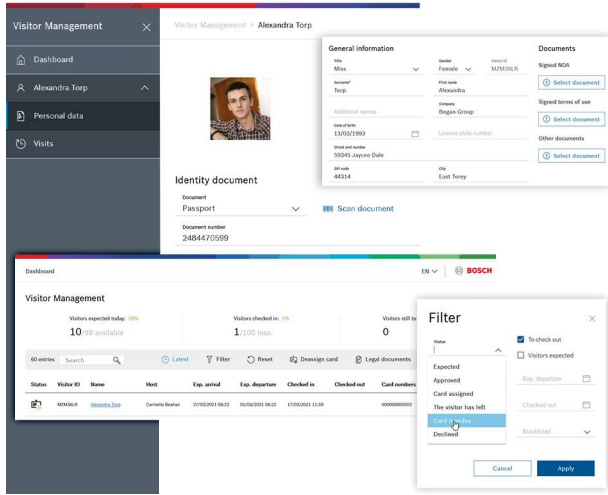 Visitor Management
Dashboard
Alexandra Torp
Personal data
Visits
Visitor Management > Alexandra Torp
Identity document
Document
Passport
Scan document
Document number
2484470599
General information
Title
Miss
Gender
Female
Visitor ID
MZM36LR
Surname*
Torp
First name
Alexandra
Additional names
Company
Bogan Group
Date of birth
13/03/1993
License plate number
Street and number
59345 Jaycee Dale
ZIP code
44314
City
East Torey
Documents
Signed NDA
Select document
Signed terms of use
Select document
Other documents
Select document
Dashboard
EN
BOSCH
Visitor Management
Visitors expected today: 10%
10/99 available
Visitors checked in: 1%
1/100 max.
Visitors still to
0
60 entries
Search
Latest
Filter
Reset
Deassign card
Legal documents
Status Visitor ID Name Host Exp. arrival Exp. departure Checked in Checked out Card numbers
MZM36LR Alexandra Torp Carmella Beahan 27/03/2021 08:22 01/04/2021 08:22 17/03/2021 11:59
Filter
Status
Expected
Approved
Card assigned
The visitor has left
Card overdue
Declined
To check out
Visitors expected
Exp. departure
Checked out
Blacklisted
Cancel
Apply